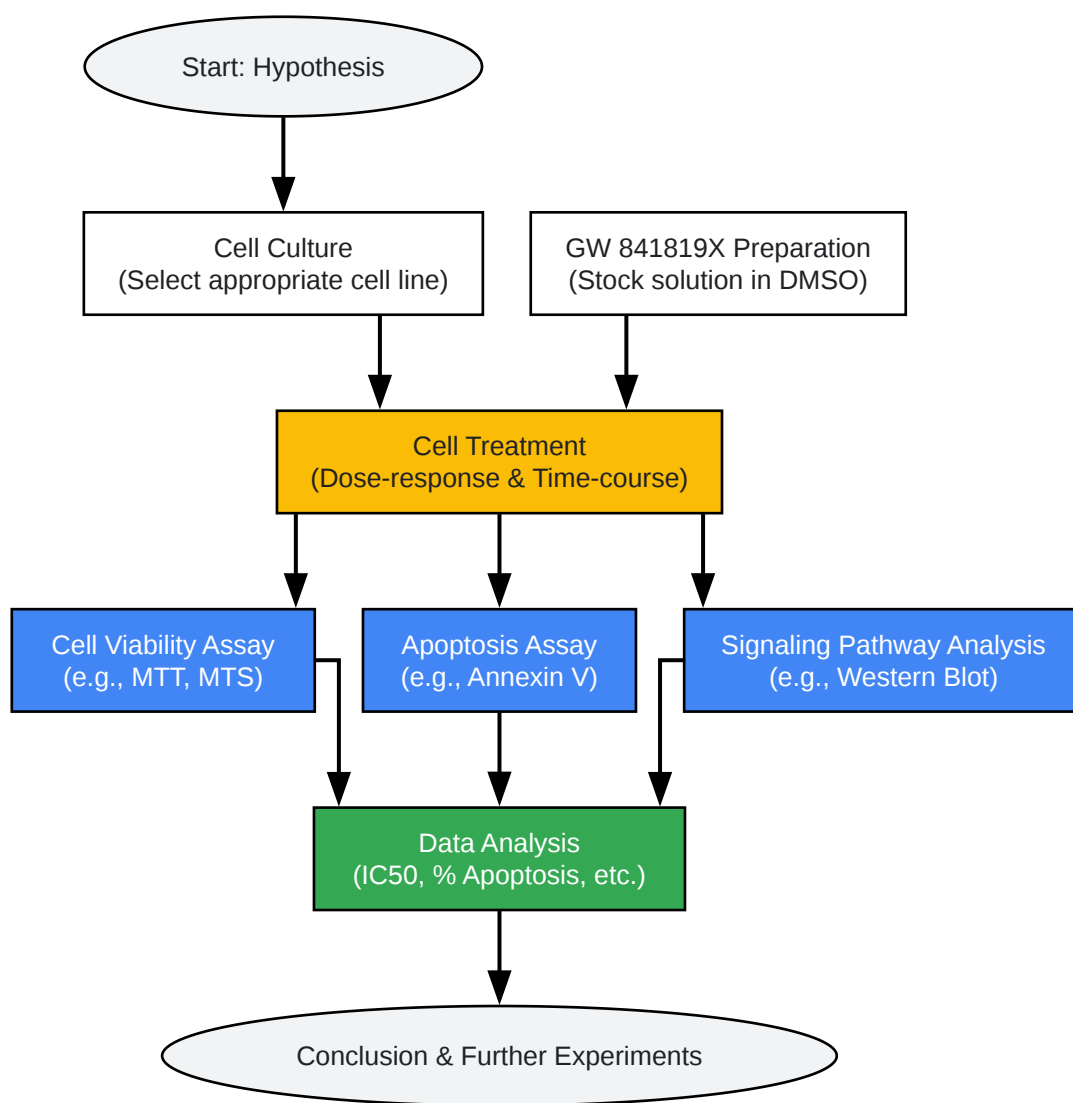 Start: Hypothesis
Cell Culture
(Select appropriate cell line)
GW 841819X Preparation
(Stock solution in DMSO)
Cell Treatment
(Dose-response & Time-course)
Cell Viability Assay
(e.g., MTT, MTS)
Apoptosis Assay
(e.g., Annexin V)
Signaling Pathway Analysis
(e.g., Western Blot)
Data Analysis
(IC50, % Apoptosis, etc.)
Conclusion & Further Experiments